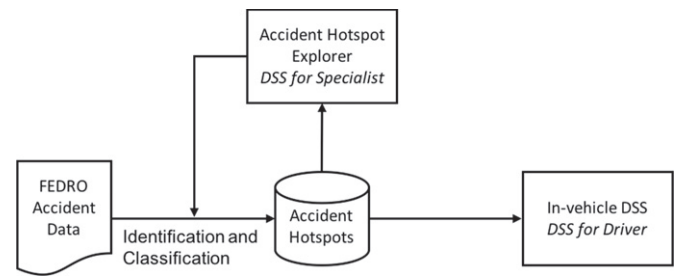 Accident Hotspot
Explorer
DSS for Specialist
FEDRO
Accident
Data
Identification and
Classification
Accident
Hotspots
In-vehicle DSS
DSS for Driver